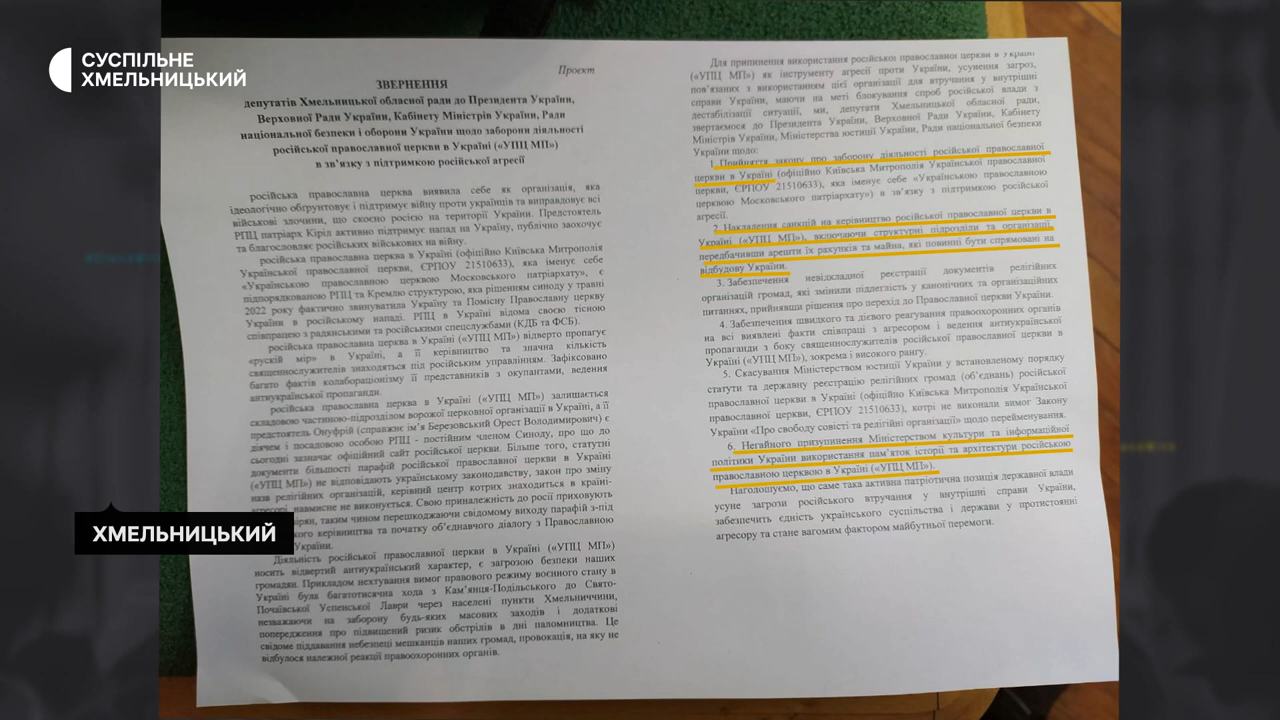 СУСПІЛЬНЕ
ХМЕЛЬНИЦЬКИЙ
Проєкт
ЗВЕРНЕННЯ
депутатів Хмельницької обласної ради до Президента України,
Верховної Ради України, Кабінету Міністрів України, Ради
національної безпеки і оборони України щодо заборони діяльності
російської православної церкви в Україні («УПЦ МП»)
в зв’язку з підтримкою російської агресії
російська православна церква виявила себе як організація, яка
ідеологічно обґрунтовує і підтримує війну проти українців та виправдовує всі
військові злочини, що скоєно росією на території України. Предстоятель
РПЦ патріарх Кіріл активно підтримує напад на Україну, публічно заохочує
та благословляє російських військових на війну.
російська православна церква в Україні (офіційно Київська Митрополія
Української православної церкви, ЄРПОУ 21510633), яка іменує себе
«Українською православною церквою Московського патріархату», є
підпорядкованою РПЦ та Кремлю структурою, яка рішенням синоду у травні
2022 року фактично звинуватила Україну та Помісну Православну церкву
України в російському нападі. РПЦ в Україні відома своєю тісною
співпрацею з радянськими та російськими спецслужбами (КДБ та ФСБ).
російська православна церква в Україні («УПЦ МП») відверто пропагує
«рускій мір» в Україні, а її керівництво та значна кількість
священнослужителів знаходяться під російським управлінням. Зафіксовано
багато фактів колабораціонізму її представників з окупантами, ведення
антиукраїнської пропаганди.
російська православна церква в Україні («УПЦ МП») залишається
складовою частиною-підрозділом ворожої церковної організації в Україні, а її
предстоятель Онуфрій (справжнє ім’я Березовський Орест Володимирович) є
діячем і посадовою особою РПЦ - постійним членом Синоду, про що до
сьогодні зазначає офіційний сайт російської церкви. Більше того, статутні
документи більшості парафій російської православної церкви в Україні
(«УПЦ МП») не відповідають українському законодавству, закон про зміну
назв релігійних організацій, керівний центр котрих знаходиться в країні-
агресорі, навмисне не виконується. Свою приналежність до росії приховують
вірян, таким чином перешкоджаючи свідомому виходу парафій з-під
керівництва та початку об’єднавчого діалогу з Православною
України.
Діяльність російської православної церкви в Україні («УПЦ МП»)
носить відвертий антиукраїнський характер, є загрозою безпеки наших
громадян. Прикладом нехтування вимог правового режиму воєнного стану в
Україні була багатотисячна хода з Кам’янця-Подільського до Свято-
Почаївської Успенської Лаври через населені пункти Хмельниччини,
незважаючи на заборону будь-яких масових заходів і додаткові
попередження про підвищений ризик обстрілів в дні паломництва. Це
свідоме піддавання небезпеці мешканців наших громад, провокація, на яку не
відбулося належної реакції правоохоронних органів.
Для припинення використання російської православної церкви в Україні
(«УПЦ МП») як інструменту агресії проти України, усунення загроз,
пов’язаних з використанням цієї організації для втручання у внутрішні
справи України, маючи на меті блокування спроб російської влади з
дестабілізації ситуації, ми, депутати Хмельницької обласної ради,
звертаємося до Президента України, Верховної Ради України, Кабінету
Міністрів України, Міністерства юстиції України, Ради національної безпеки
України щодо:
1. Прийняття закону про заборону діяльності російської православної
церкви в Україні (офіційно Київська Митрополія Української православної
церкви, ЄРПОУ 21510633), яка іменує себе «Українською православною
церквою Московського патріархату») в зв’язку з підтримкою російської
агресії.
2. Накладення санкцій на керівництво російської православної церкви в
Україні («УПЦ МП»), включаючи структурні підрозділи та організації,
передбачивши арешти їх рахунків та майна, які повинні бути спрямовані на
відбудову України.
3. Забезпечення невідкладної реєстрації документів релігійних
організацій громад, які змінили підлеглість у канонічних та організаційних
питаннях, прийнявши рішення про перехід до Православної церкви України.
4. Забезпечення швидкого та дієвого реагування правоохоронних органів
на всі виявлені факти співпраці з агресором і ведення антиукраїнської
пропаганди з боку священнослужителів російської православної церкви в
Україні («УПЦ МП»), зокрема і високого рангу.
5. Скасування Міністерством юстиції України у встановленому порядку
статути та державну реєстрацію релігійних громад (об’єднань) російської
православної церкви в Україні (офіційно Київська Митрополія Української
православної церкви, ЄРПОУ 21510633), котрі не виконали вимог Закону
України «Про свободу совісті та релігійні організації» щодо перейменування.
6. Негайного призупинення Міністерством культури та інформаційної
політики України використання пам’яток історії та архітектури російською
православною церквою в Україні («УПЦ МП»).
Наголошуємо, що саме така активна патріотична позиція державної влади
усуне загрози російського втручання у внутрішні справи України,
забезпечить єдність українського суспільства і держави у протистоянні
агресору та стане вагомим фактором майбутньої перемоги.
ХМЕЛЬНИЦЬКИЙ